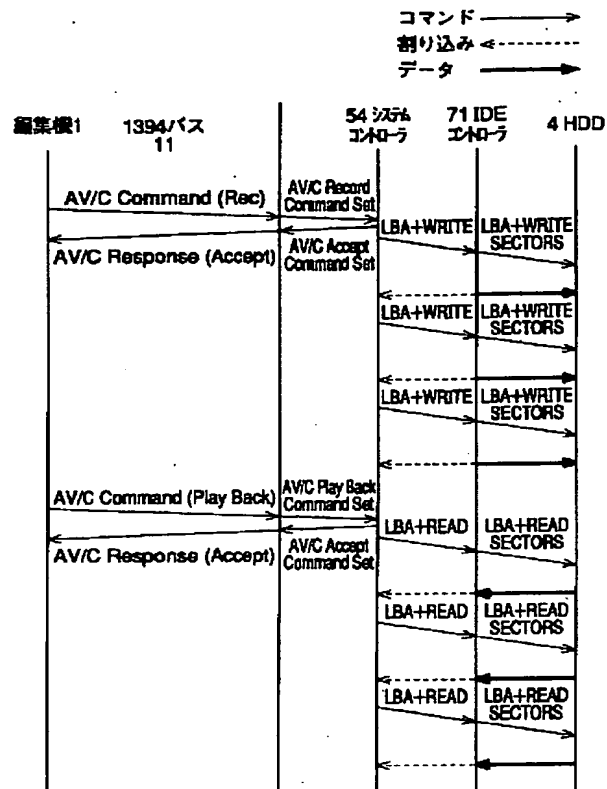 コマンド
割り込み
データ
編集機1
1394バス
11
54 システム
コントローラ
71 IDE
コントローラ
4 HDD
AV/C Command (Rec)
AV/C Record
Command Set
AV/C Response (Accept)
AV/C Accept
Command Set
LBA+WRITE
LBA+WRITE
SECTORS
LBA+WRITE
LBA+WRITE
SECTORS
LBA+WRITE
LBA+WRITE
SECTORS
AV/C Command (Play Back)
AV/C Play Back
Command Set
AV/C Response (Accept)
AV/C Accept
Command Set
LBA+READ
LBA+READ
SECTORS
LBA+READ
LBA+READ
SECTORS
LBA+READ
LBA+READ
SECTORS